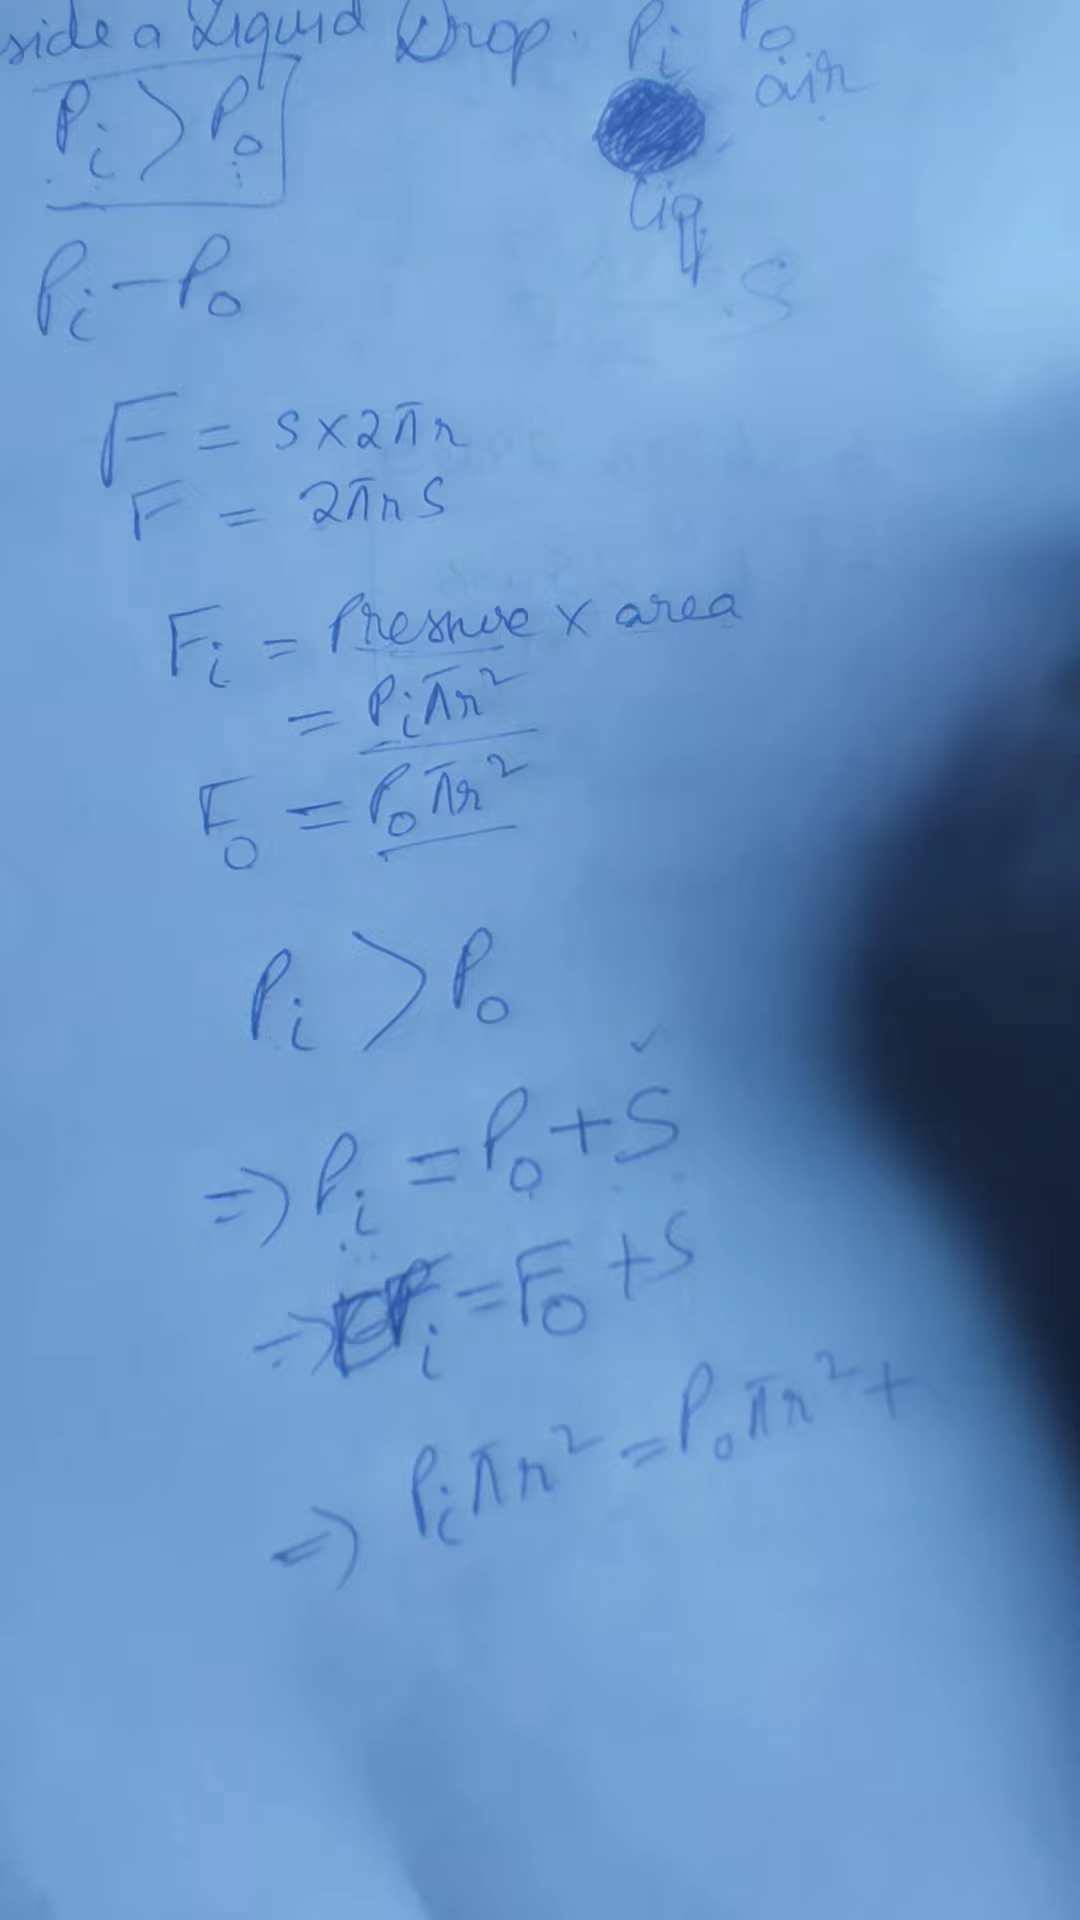 side a Liquid Drop. Pi Po
air
Pi > Po
liq.
S
Pi - Po
F = S × 2πr
F = 2πrS
Fi = Pressure × area
= Piπr²
Fo = Poπr²
Pi > Po
⇒ Pi = Po + S
⇒ Fi = Fo + S
⇒ Piπr² = Poπr² +